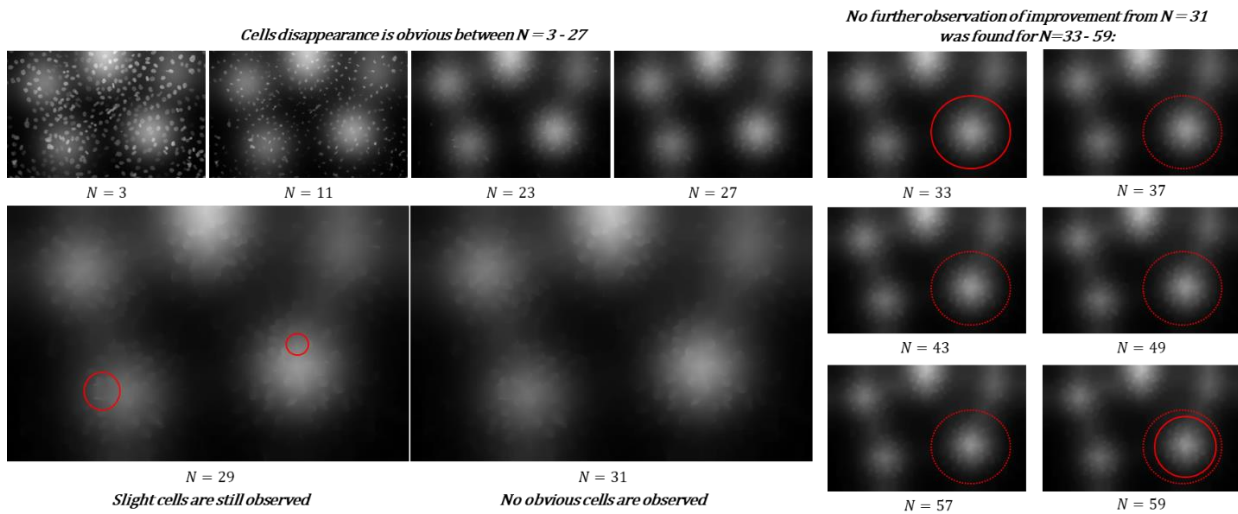 Cells disappearance is obvious between N = 3 - 27
N = 3
N = 11
N = 23
N = 27
N = 29
Slight cells are still observed
N = 31
No obvious cells are observed
No further observation of improvement from N = 31
was found for N=33 - 59:
N = 33
N = 37
N = 43
N = 49
N = 57
N = 59